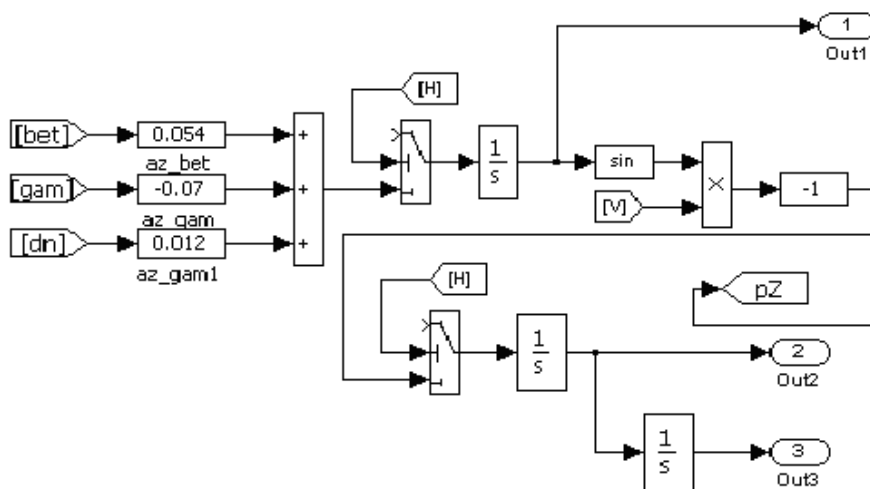 1
Out1
[H]
[bet]
0.054
+
1
s
sin
az_bet
[gam]
-0.07
+
[V]
-1
az_gam
[dn]
0.012
+
az_gam1
[H]
pZ
1
s
2
Out2
1
s
3
Out3